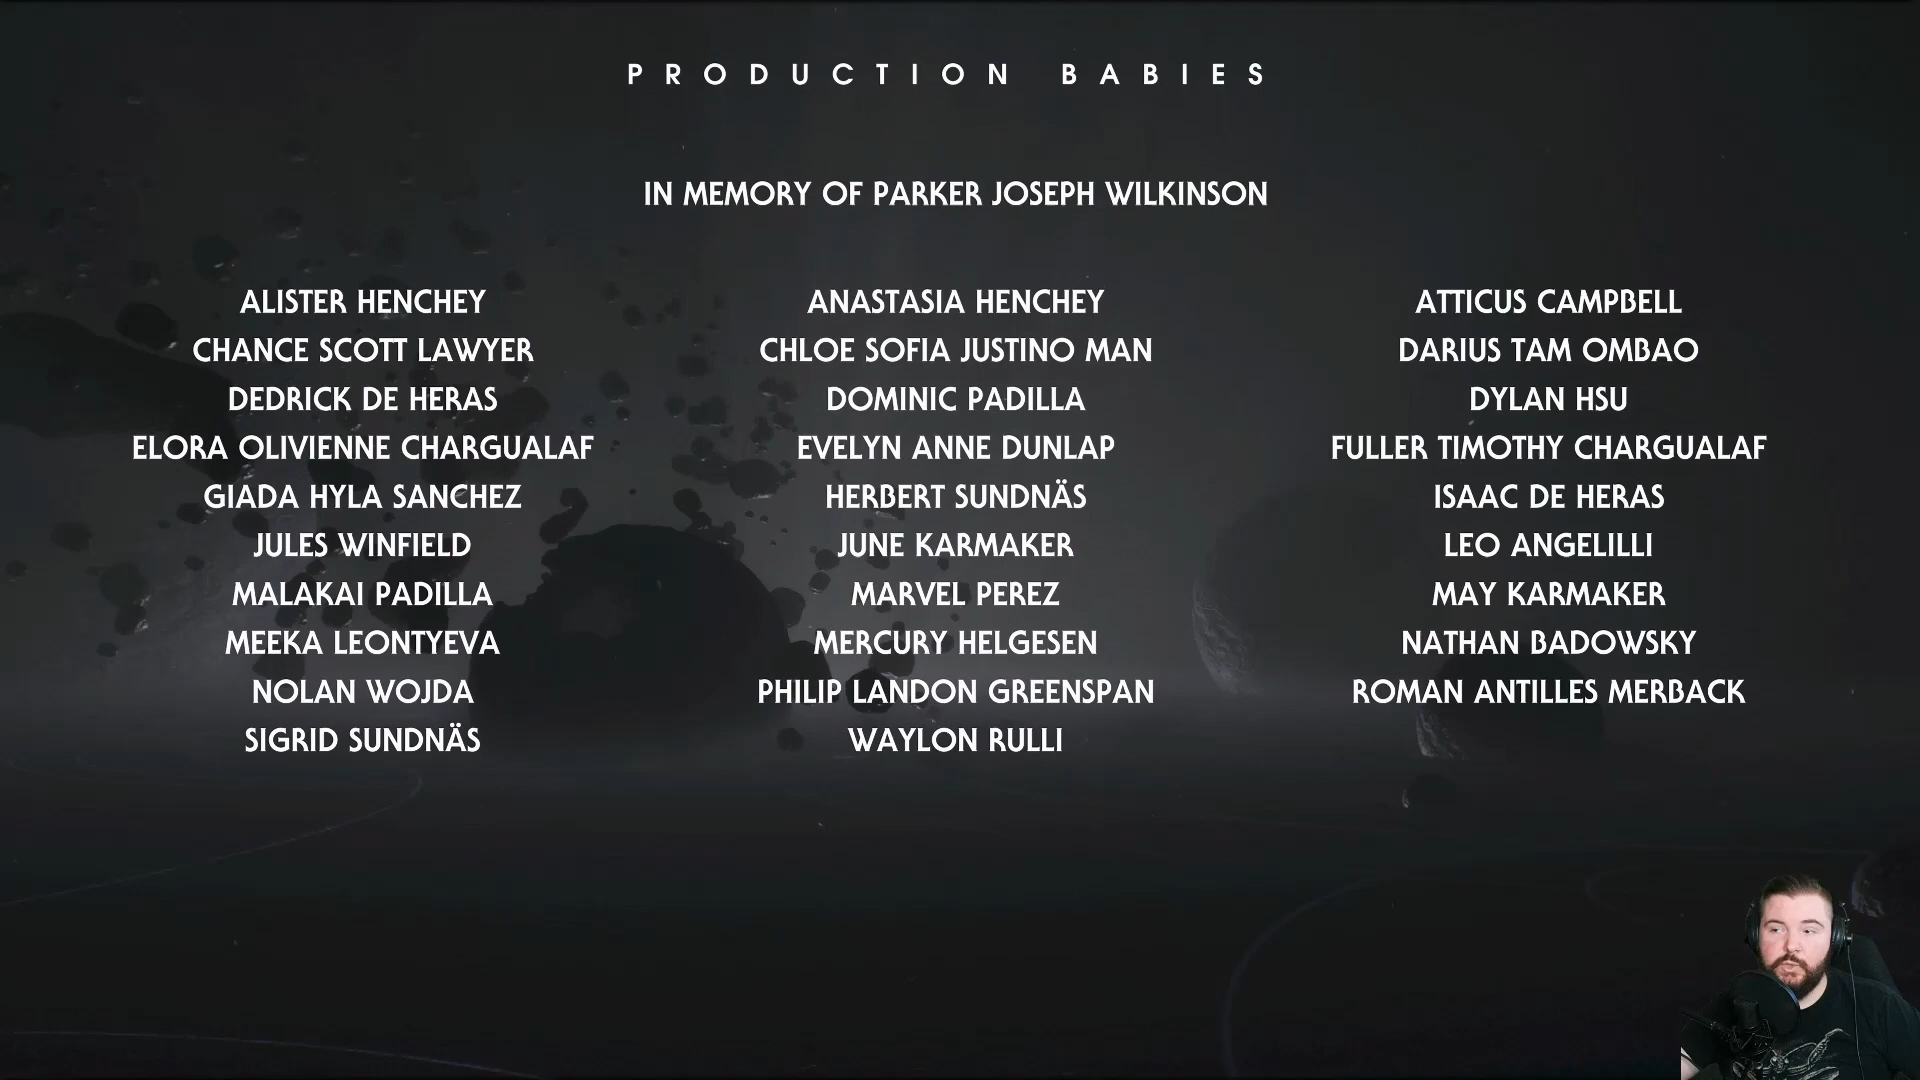 PRODUCTION BABIES
IN MEMORY OF PARKER JOSEPH WILKINSON
ALISTER HENCHEY ANASTASIA HENCHEY ATTICUS CAMPBELL
CHANCE SCOTT LAWYER CHLOE SOFIA JUSTINO MAN DARIUS TAM OMBAO
DEDRICK DE HERAS DOMINIC PADILLA DYLAN HSU
ELORA OLIVIENNE CHARGUALAF EVELYN ANNE DUNLAP FULLER TIMOTHY CHARGUALAF
GIADA HYLA SANCHEZ HERBERT SUNDNÄS ISAAC DE HERAS
JULES WINFIELD JUNE KARMAKER LEO ANGELILLI
MALAKAI PADILLA MARVEL PEREZ MAY KARMAKER
MEEKA LEONTYEVA MERCURY HELGESEN NATHAN BADOWSKY
NOLAN WOJDA PHILIP LANDON GREENSPAN ROMAN ANTILLES MERBACK
SIGRID SUNDNÄS WAYLON RULLI